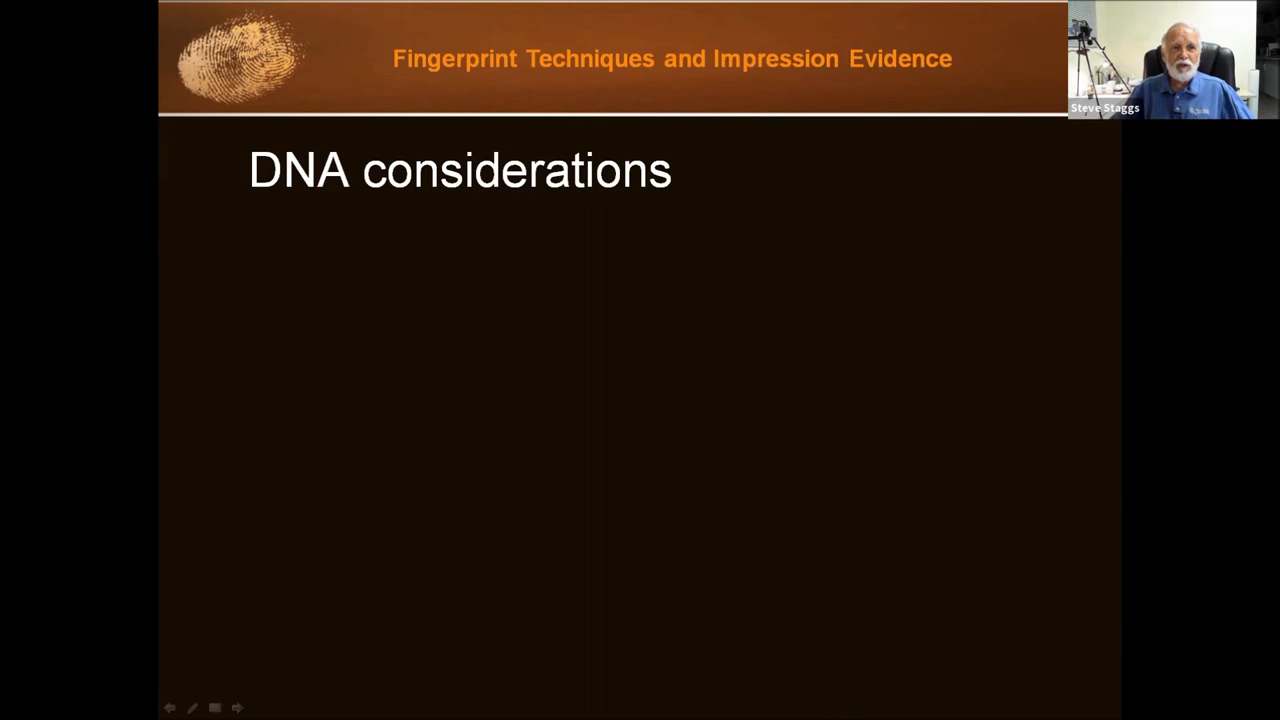 Fingerprint Techniques and Impression Evidence
Steve Staggs
DNA considerations